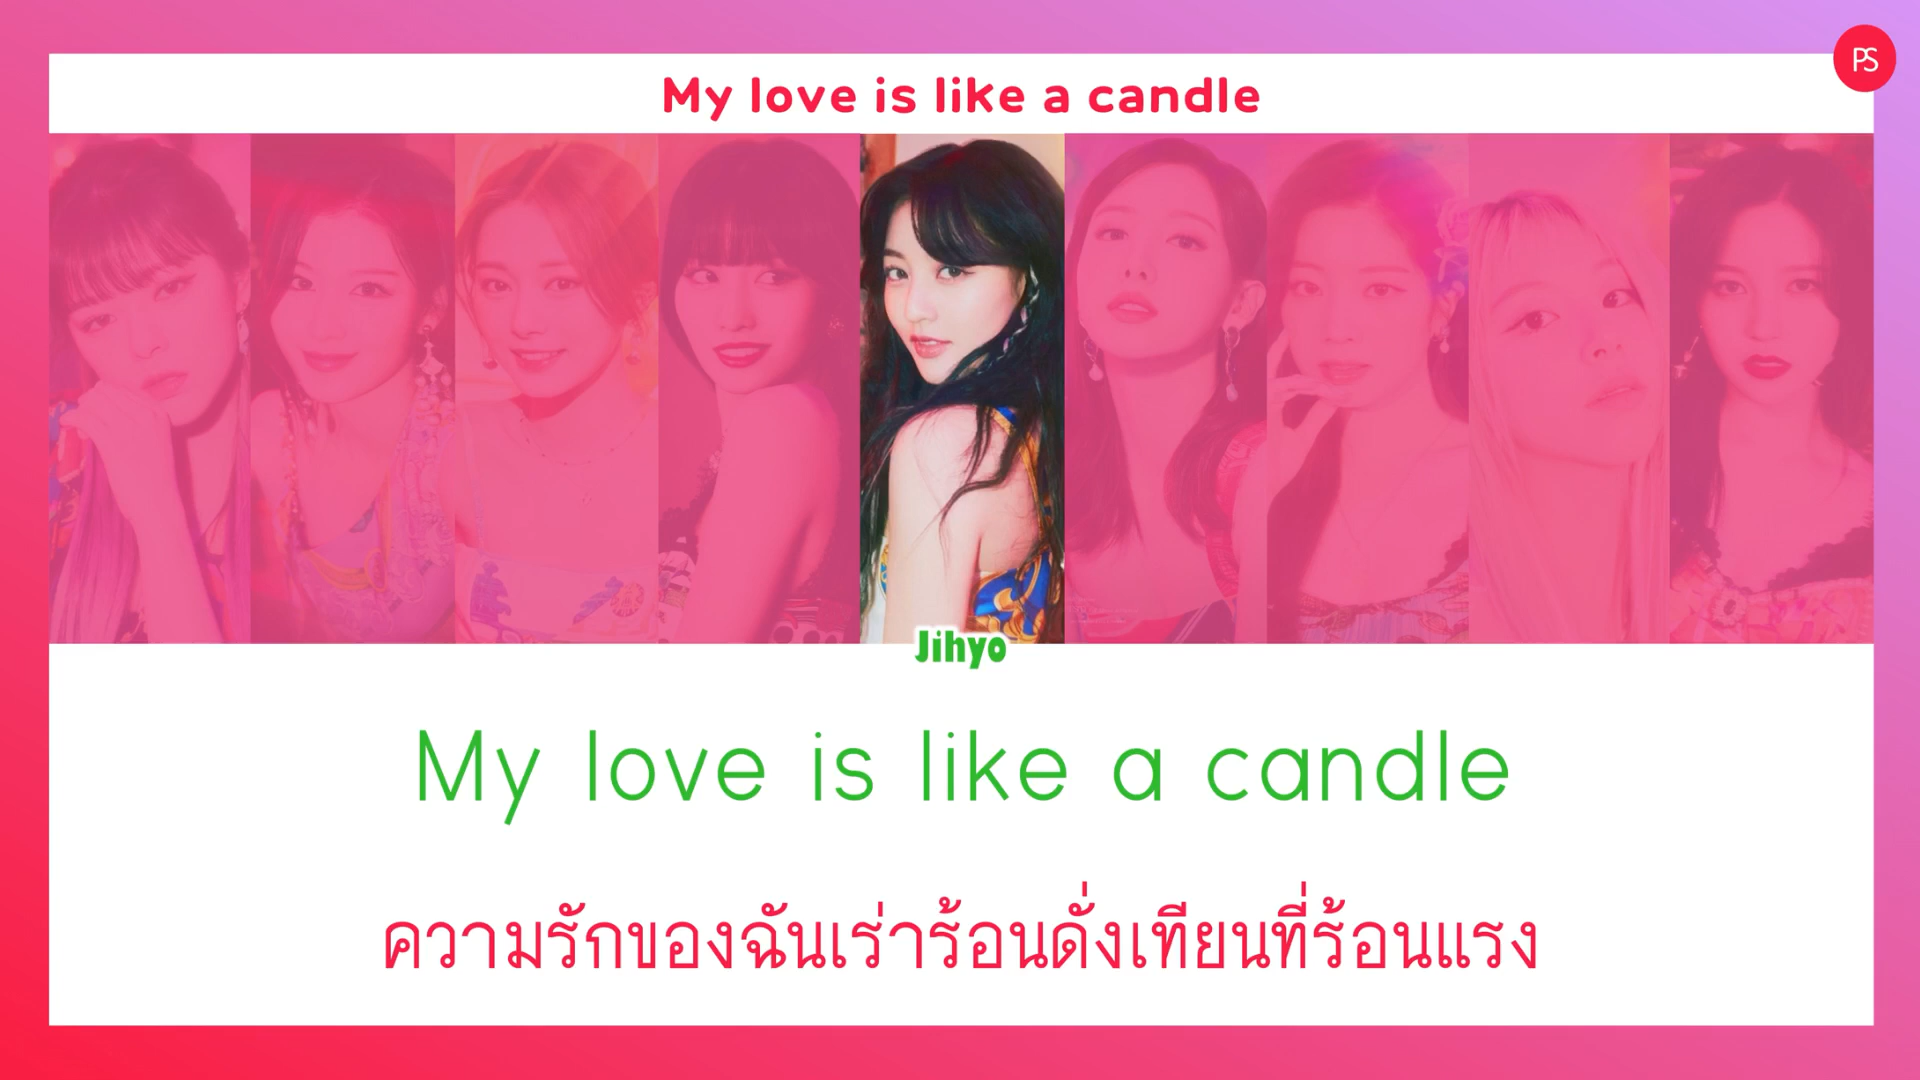 PS
My love is like a candle
Jihyo
My love is like a candle
ความรักของฉันเร่าร้อนดั่งเทียนที่ร้อนแรง